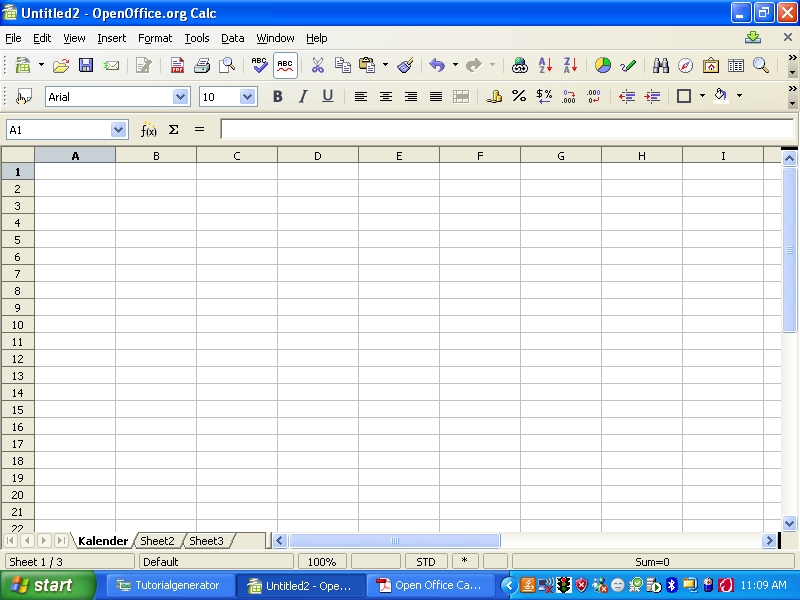 Untitled2 - OpenOffice.org Calc
File Edit View Insert Format Tools Data Window Help
Arial 10 B I U
A1 f(x) Σ =
A B C D E F G H I
1
2
3
4
5
6
7
8
9
10
11
12
13
14
15
16
17
18
19
20
21
22
Kalender Sheet2 Sheet3
Sheet 1 / 3 Default 100% STD * Sum=0
start Tutorialgenerator Untitled2 - Ope... Open Office Ca... 11:09 AM